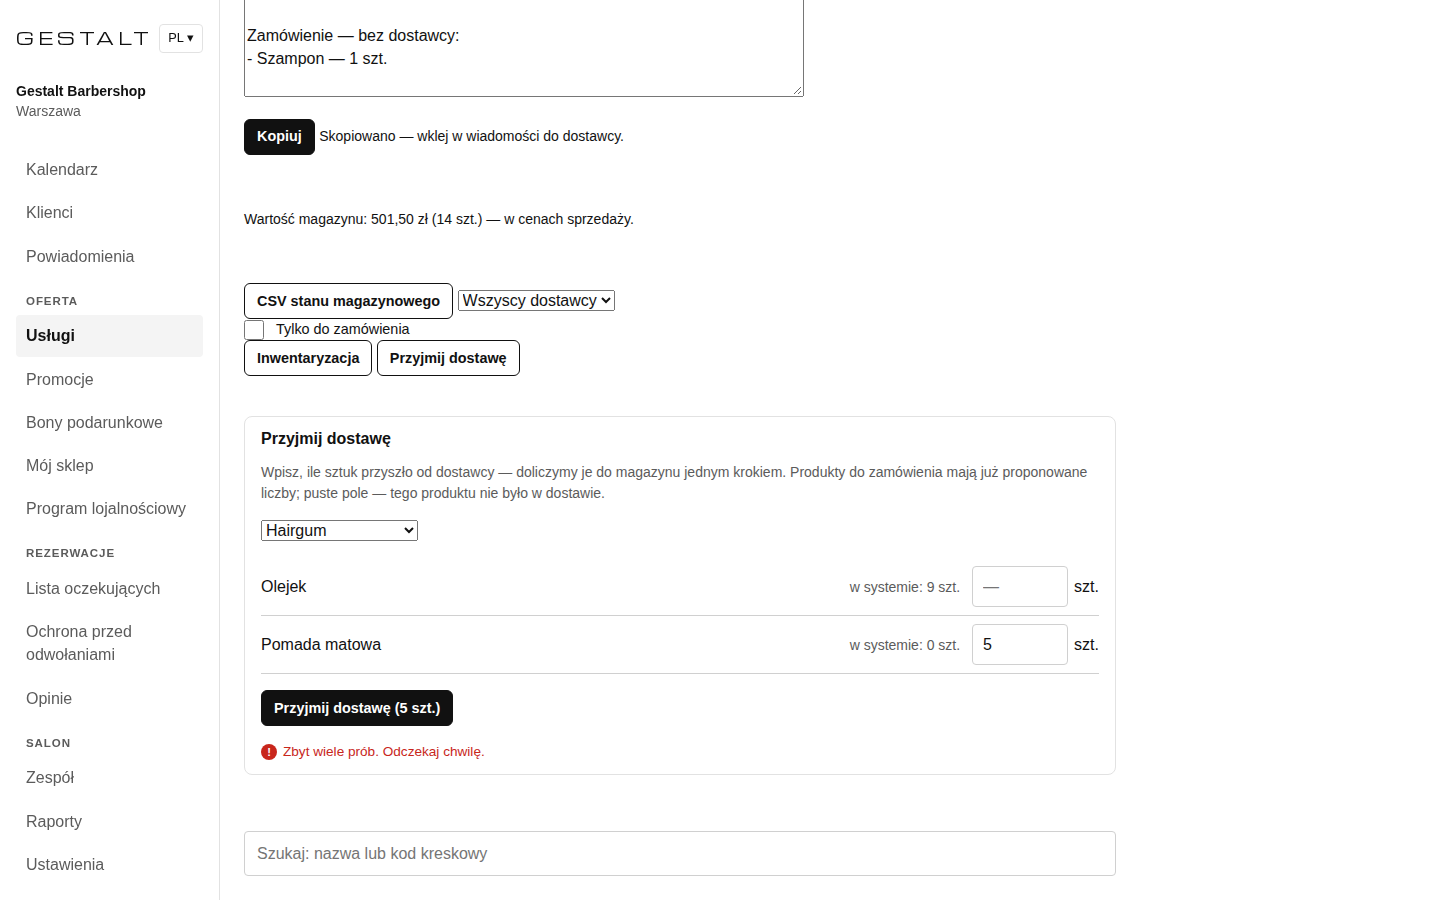 GESTALT
PL ▾
Gestalt Barbershop
Warszawa
Kalendarz
Klienci
Powiadomienia
OFERTA
Usługi
Promocje
Bony podarunkowe
Mój sklep
Program lojalnościowy
REZERWACJE
Lista oczekujących
Ochrona przed
odwołaniami
Opinie
SALON
Zespół
Raporty
Ustawienia
Zamówienie — bez dostawcy:
- Szampon — 1 szt.
Kopiuj Skopiowano — wklej w wiadomości do dostawcy.
Wartość magazynu: 501,50 zł (14 szt.) — w cenach sprzedaży.
CSV stanu magazynowego Wszyscy dostawcy
Tylko do zamówienia
Inwentaryzacja Przyjmij dostawę
Przyjmij dostawę
Wpisz, ile sztuk przyszło od dostawcy — doliczymy je do magazynu jednym krokiem. Produkty do zamówienia mają już proponowane
liczby; puste pole — tego produktu nie było w dostawie.
Hairgum
Olejek w systemie: 9 szt. — szt.
Pomada matowa w systemie: 0 szt. 5 szt.
Przyjmij dostawę (5 szt.)
! Zbyt wiele prób. Odczekaj chwilę.
Szukaj: nazwa lub kod kreskowy